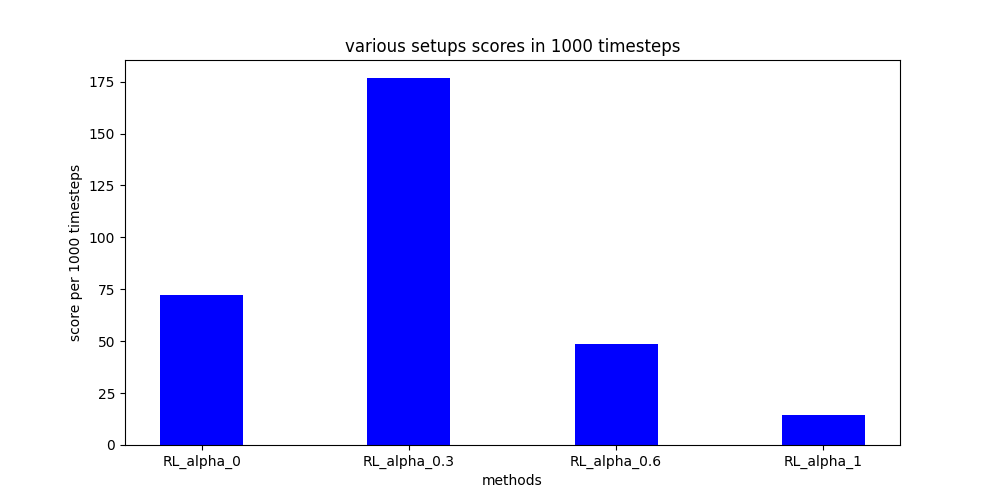 various setups scores in 1000 timesteps
175
150
125
100
75
50
25
0
score per 1000 timesteps
RL_alpha_0 RL_alpha_0.3 RL_alpha_0.6 RL_alpha_1
methods